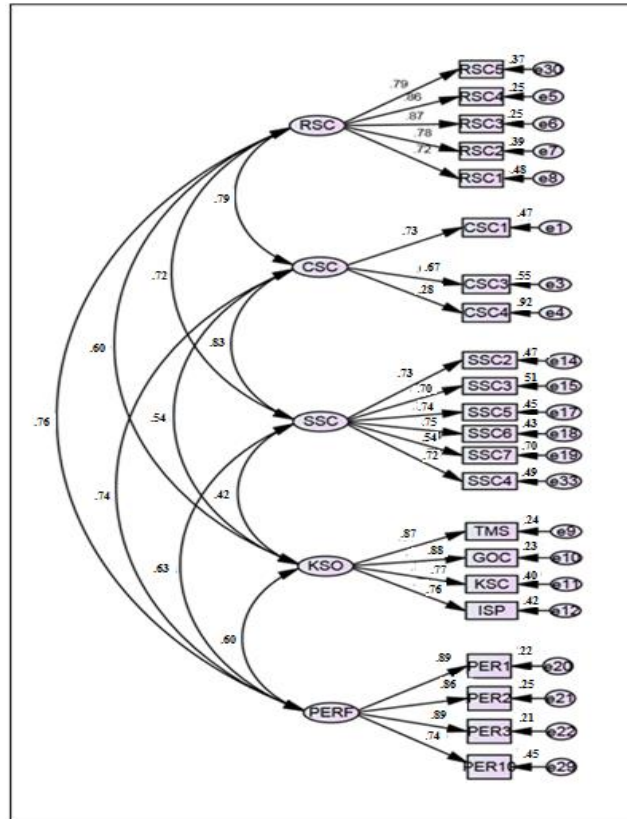 .37
.79 RSC5 e30
.25
.86 RSC4 e5
.25
.87 RSC3 e6
RSC
.39
.78 RSC2 e7
.48
.72 RSC1 e8
.79
.47
.73 CSC1 e1
CSC
.55
.67 CSC3 e3
.92
.28 CSC4 e4
.72
.83
.60
.47
.73 SSC2 e14
.51
.70 SSC3 e15
.45
.74 SSC5 e17
SSC
.43
.75 SSC6 e18
.70
.54 SSC7 e19
.49
.72 SSC4 e33
.76
.54
.42
.74
.24
.87 TMS e9
.23
.88 GOC e10
KSO
.40
.77 KSC e11
.42
.76 ISP e12
.63
.60
.22
.89 PER1 e20
.25
.86 PER2 e21
PERF
.21
.89 PER3 e22
.45
.74 PER10 e29